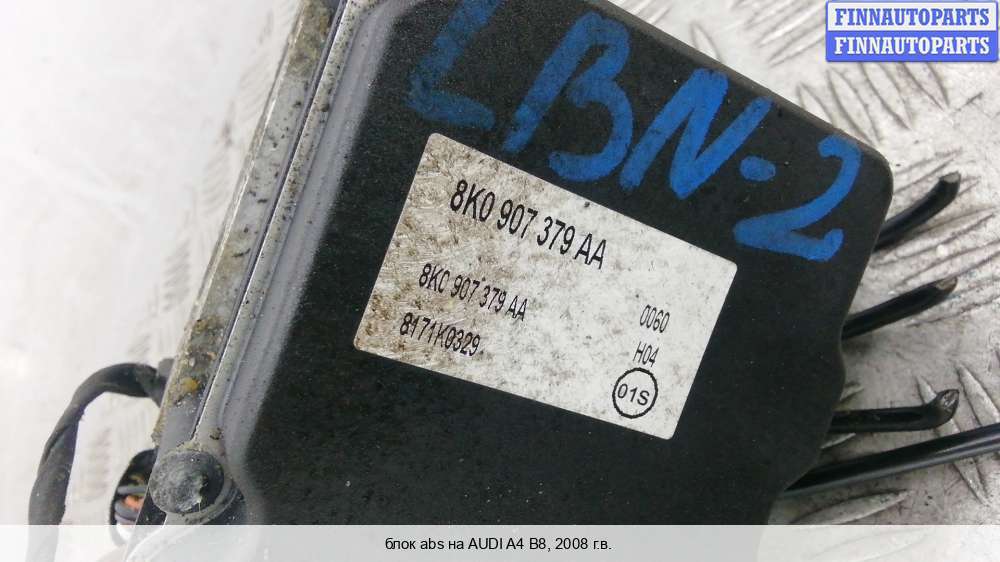 FINNAUTOPARTS
FINNAUTOPARTS
LBN-2
8K0 907 379 AA
8K0 907 379 AA
0060
8171K0329
H04
01S
блок abs на AUDI A4 B8, 2008 г.в.